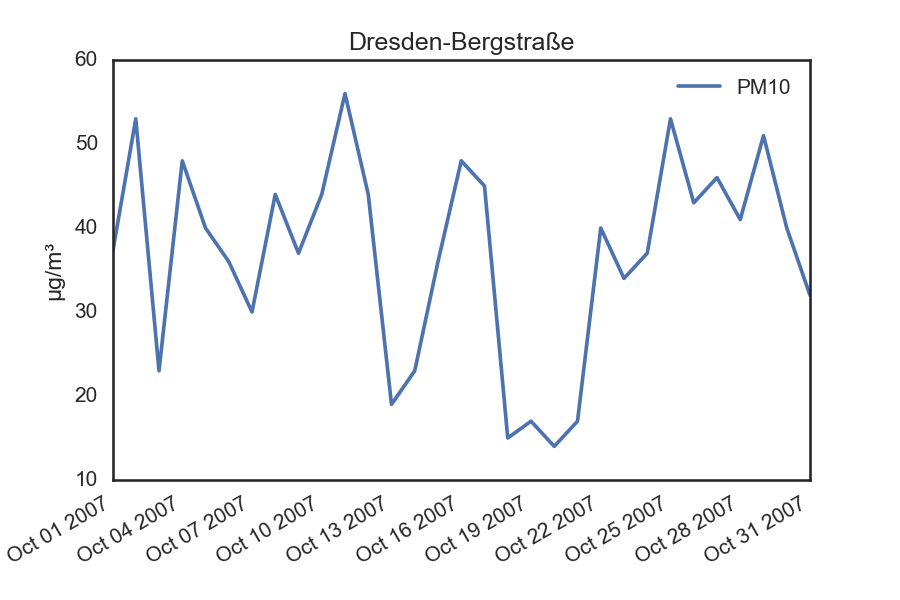 Dresden-Bergstraße
60
50
40
30
20
10
µg/m³
PM10
Oct 01 2007
Oct 04 2007
Oct 07 2007
Oct 10 2007
Oct 13 2007
Oct 16 2007
Oct 19 2007
Oct 22 2007
Oct 25 2007
Oct 28 2007
Oct 31 2007